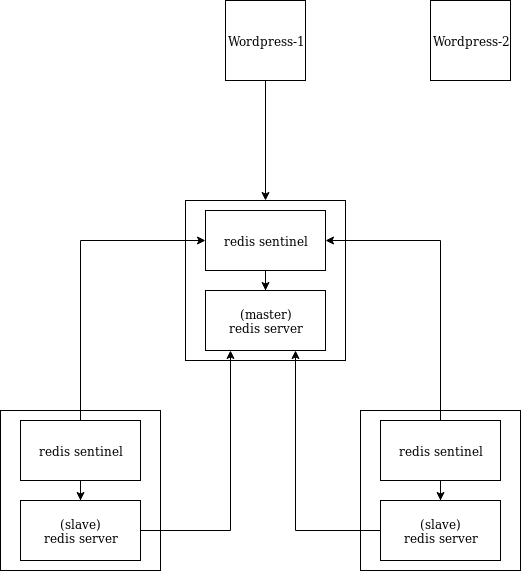 Wordpress-1
Wordpress-2
redis sentinel
(master)
redis server
redis sentinel
(slave)
redis server
redis sentinel
(slave)
redis server